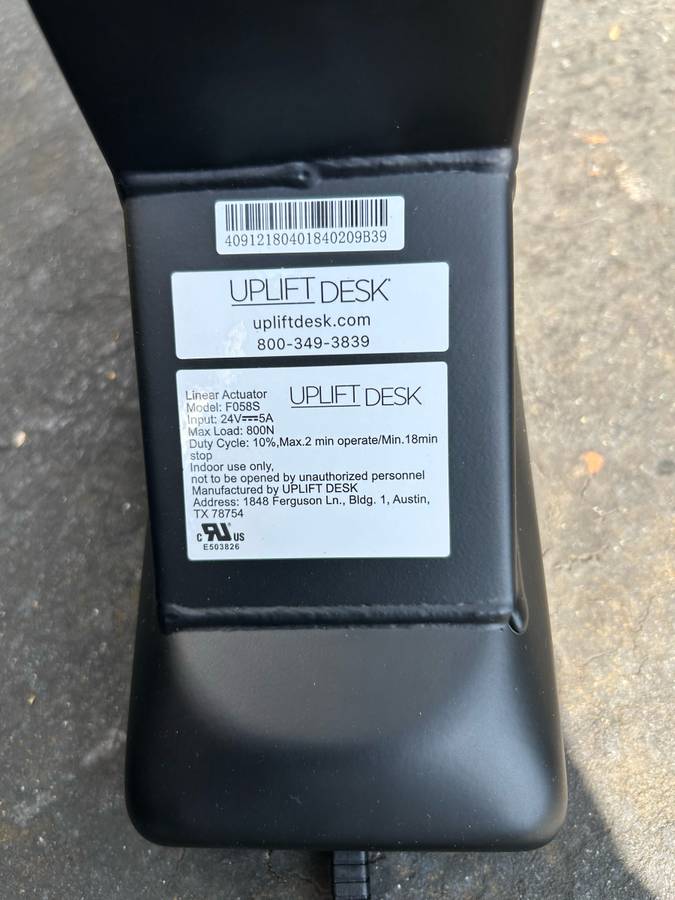 40912180401840209B39
UPLIFT DESK
upliftdesk.com
800-349-3839
UPLIFT DESK
Linear Actuator
Model: F058S
Input: 24V⎓5A
Max Load: 800N
Duty Cycle: 10%,Max.2 min operate/Min.18min
stop
Indoor use only,
not to be opened by unauthorized personnel
Manufactured by UPLIFT DESK
Address: 1848 Ferguson Ln., Bldg. 1, Austin,
TX 78754
c RU US
E503826